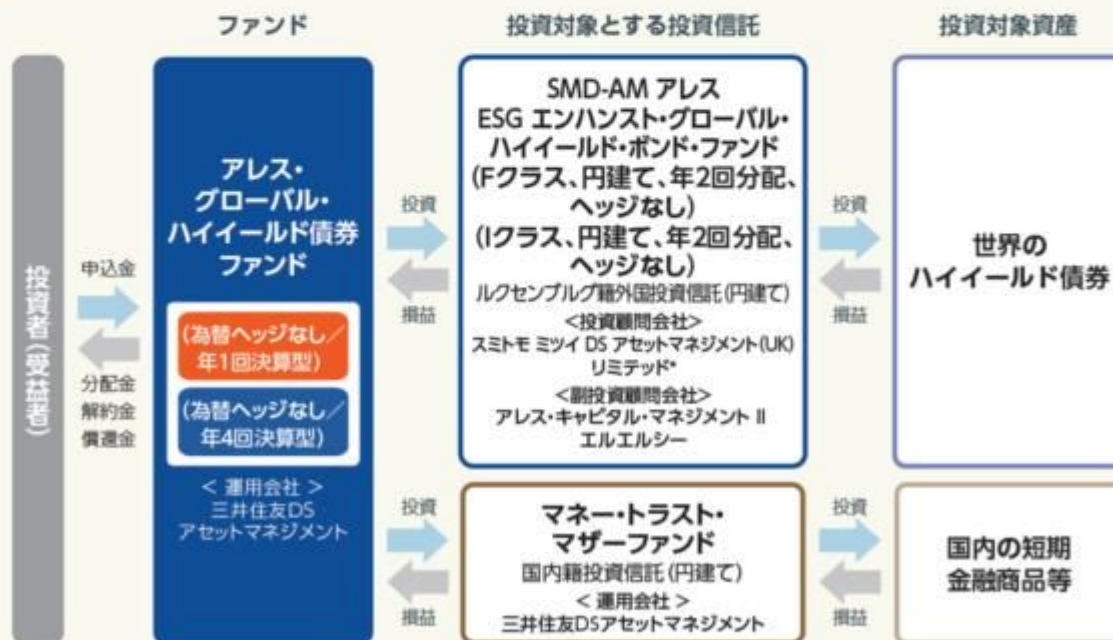 ファンド
投資対象とする投資信託
投資対象資産
投資者(受益者)
申込金
分配金
解約金
償還金
アレス・
グローバル・
ハイイールド債券
ファンド
(為替ヘッジなし/
年1回決算型)
(為替ヘッジなし/
年4回決算型)
< 運用会社 >
三井住友DS
アセットマネジメント
投資
損益
SMD-AM アレス
ESG エンハンスト・グローバル・
ハイイールド・ボンド・ファンド
(Fクラス、円建て、年2回分配、
ヘッジなし)
(Iクラス、円建て、年2回分配、
ヘッジなし)
ルクセンブルグ籍外国投資信託(円建て)
<投資顧問会社>
スミトモ ミツイ DS アセットマネジメント(UK)
リミテッド*
<副投資顧問会社>
アレス・キャピタル・マネジメント II
エルエルシー
投資
損益
世界の
ハイイールド債券
投資
損益
マネー・トラスト・
マザーファンド
国内籍投資信託(円建て)
< 運用会社 >
三井住友DSアセットマネジメント
投資
損益
国内の短期
金融商品等